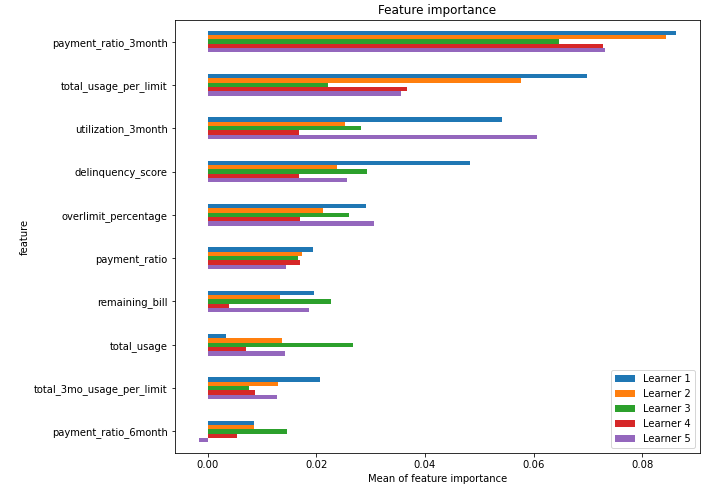 Feature importance
payment_ratio_3month
total_usage_per_limit
utilization_3month
delinquency_score
overlimit_percentage
payment_ratio
remaining_bill
total_usage
total_3mo_usage_per_limit
payment_ratio_6month
feature
Learner 1
Learner 2
Learner 3
Learner 4
Learner 5
0.00 0.02 0.04 0.06 0.08
Mean of feature importance